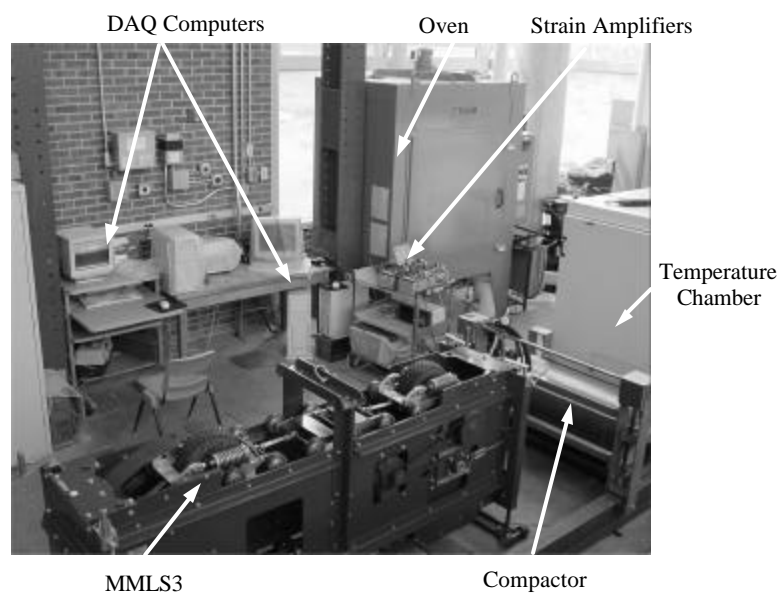 DAQ Computers
Oven
Strain Amplifiers
Temperature
Chamber
MMLS3
Compactor